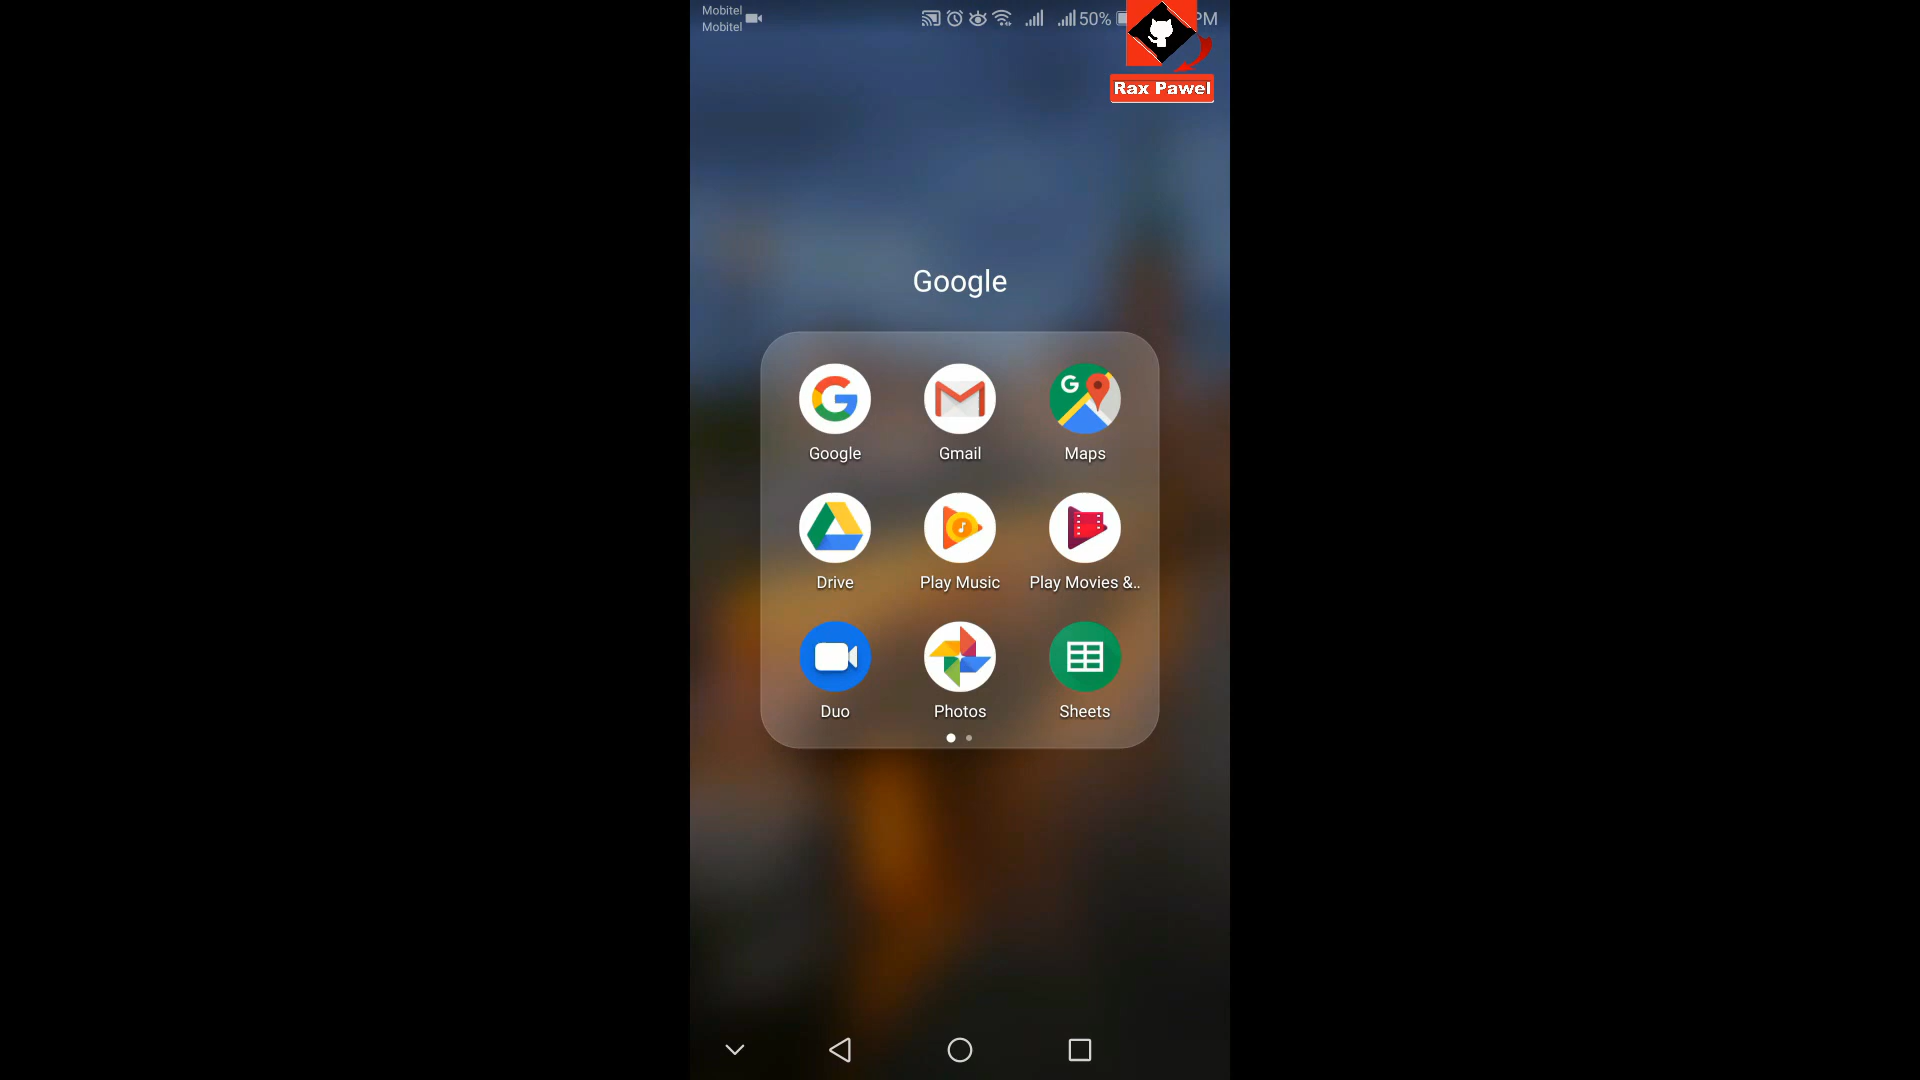 Mobitel
Mobitel
50%
PM
Rax Pawel
Google
G
Google
Gmail
Maps
Drive
Play Music
Play Movies &..
Duo
Photos
Sheets